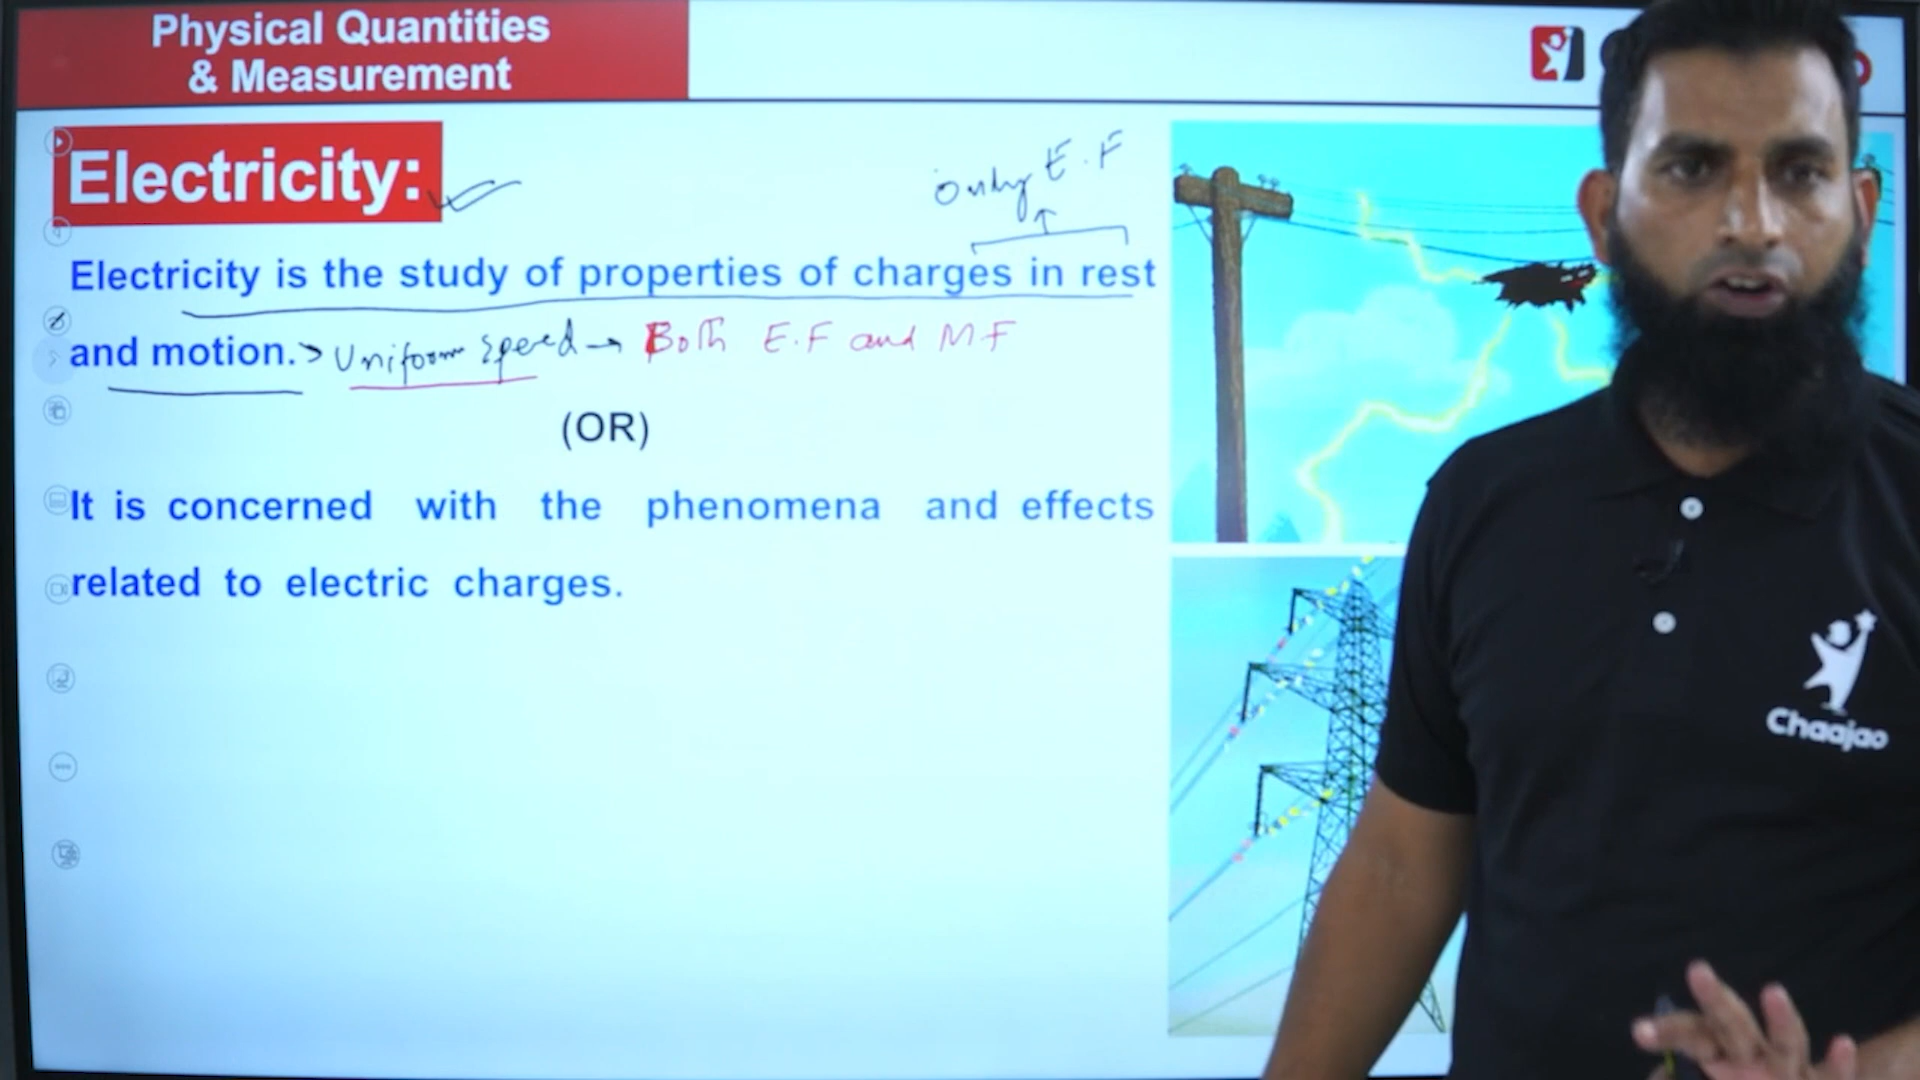 Physical Quantities
& Measurement
Electricity:
only E.F
Electricity is the study of properties of charges in rest
and motion. Uniform speed → Both E.F and MF
(OR)
It is concerned with the phenomena and effects
related to electric charges.
Chaajao